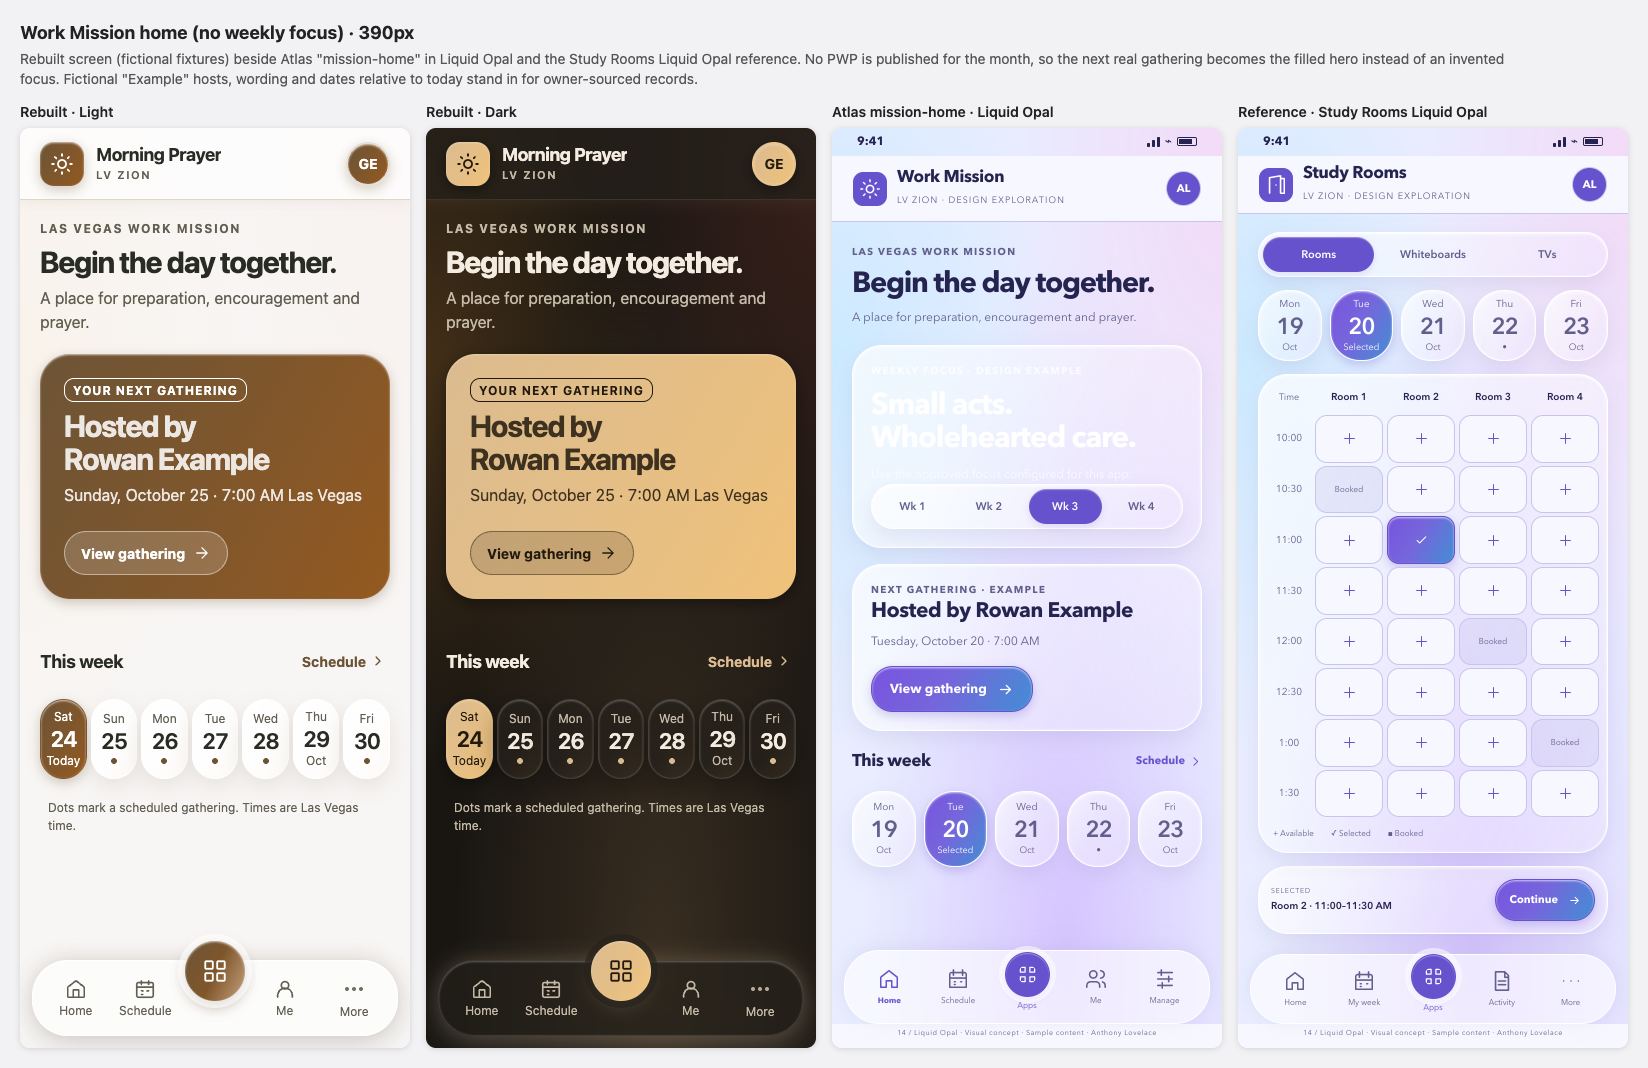 Work Mission home (no weekly focus) · 390px
Rebuilt screen (fictional fixtures) beside Atlas "mission-home" in Liquid Opal and the Study Rooms Liquid Opal reference. No PWP is published for the month, so the next real gathering becomes the filled hero instead of an invented
focus. Fictional "Example" hosts, wording and dates relative to today stand in for owner-sourced records.
Rebuilt · Light
Morning Prayer
LV ZION
GE
LAS VEGAS WORK MISSION
Begin the day together.
A place for preparation, encouragement and
prayer.
YOUR NEXT GATHERING
Hosted by
Rowan Example
Sunday, October 25 · 7:00 AM Las Vegas
View gathering
This week
Schedule
Sat Sun Mon Tue Wed Thu Fri
24 25 26 27 28 29 30
Today Oct
Dots mark a scheduled gathering. Times are Las Vegas
time.
Home Schedule Me More
Rebuilt · Dark
Morning Prayer
LV ZION
GE
LAS VEGAS WORK MISSION
Begin the day together.
A place for preparation, encouragement and
prayer.
YOUR NEXT GATHERING
Hosted by
Rowan Example
Sunday, October 25 · 7:00 AM Las Vegas
View gathering
This week
Schedule
Sat Sun Mon Tue Wed Thu Fri
24 25 26 27 28 29 30
Today Oct
Dots mark a scheduled gathering. Times are Las Vegas
time.
Home Schedule Me More
Atlas mission-home · Liquid Opal
9:41
Work Mission
LV ZION · DESIGN EXPLORATION
AL
LAS VEGAS WORK MISSION
Begin the day together.
A place for preparation, encouragement and prayer.
WEEKLY FOCUS · DESIGN EXAMPLE
Small acts.
Wholehearted care.
Use the approved focus configured for this app.
Wk 1 Wk 2 Wk 3 Wk 4
NEXT GATHERING · EXAMPLE
Hosted by Rowan Example
Tuesday, October 20 · 7:00 AM
View gathering
This week
Schedule
Mon Tue Wed Thu Fri
19 20 21 22 23
Oct Selected Oct • Oct
Home Schedule Apps Me Manage
14 / Liquid Opal · Visual concept · Sample content · Anthony Lovelace
Reference · Study Rooms Liquid Opal
9:41
Study Rooms
LV ZION · DESIGN EXPLORATION
AL
Rooms Whiteboards TVs
Mon Tue Wed Thu Fri
19 20 21 22 23
Oct Selected Oct • Oct
Time Room 1 Room 2 Room 3 Room 4
10:00 + + + +
10:30 Booked + + +
11:00 + ✓ + +
11:30 + + + +
12:00 + + Booked +
12:30 + + + +
1:00 + + + Booked
1:30 + + + +
+ Available ✓ Selected ■ Booked
SELECTED
Room 2 · 11:00–11:30 AM
Continue
Home My week Apps Activity More
14 / Liquid Opal · Visual concept · Sample content · Anthony Lovelace